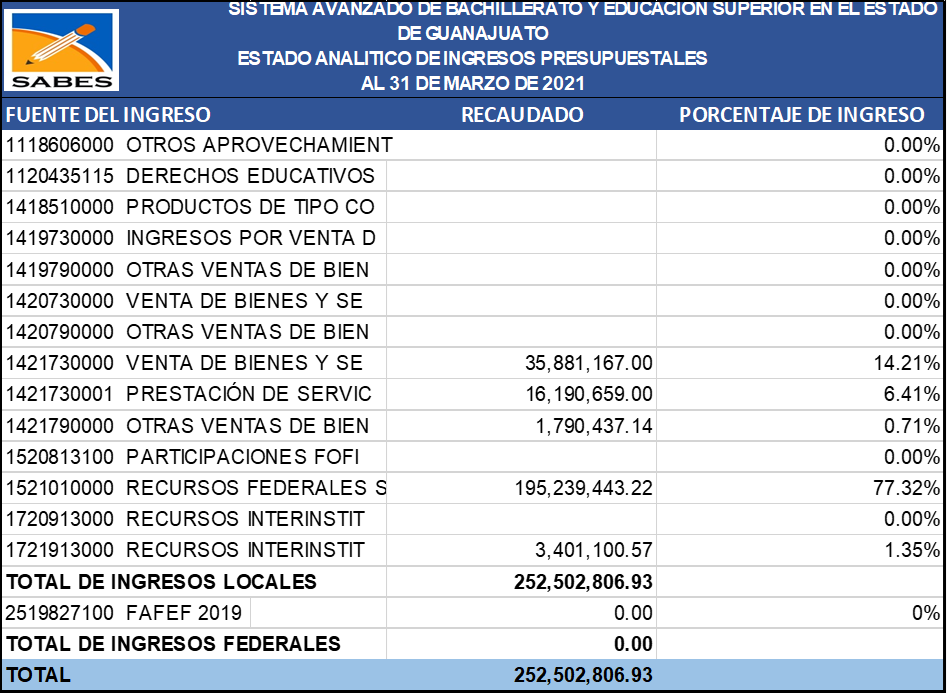 SISTEMA AVANZADO DE BACHILLERATO Y EDUCACION SUPERIOR EN EL ESTADO
DE GUANAJUATO
ESTADO ANALITICO DE INGRESOS PRESUPUESTALES
AL 31 DE MARZO DE 2021
SABES
FUENTE DEL INGRESO RECAUDADO PORCENTAJE DE INGRESO
1118606000 OTROS APROVECHAMIENT 0.00%
1120435115 DERECHOS EDUCATIVOS 0.00%
1418510000 PRODUCTOS DE TIPO CO 0.00%
1419730000 INGRESOS POR VENTA D 0.00%
1419790000 OTRAS VENTAS DE BIEN 0.00%
1420730000 VENTA DE BIENES Y SE 0.00%
1420790000 OTRAS VENTAS DE BIEN 0.00%
1421730000 VENTA DE BIENES Y SE 35,881,167.00 14.21%
1421730001 PRESTACIÓN DE SERVIC 16,190,659.00 6.41%
1421790000 OTRAS VENTAS DE BIEN 1,790,437.14 0.71%
1520813100 PARTICIPACIONES FOFI 0.00%
1521010000 RECURSOS FEDERALES S 195,239,443.22 77.32%
1720913000 RECURSOS INTERINSTIT 0.00%
1721913000 RECURSOS INTERINSTIT 3,401,100.57 1.35%
TOTAL DE INGRESOS LOCALES 252,502,806.93
2519827100 FAFEF 2019 0.00 0%
TOTAL DE INGRESOS FEDERALES 0.00
TOTAL 252,502,806.93